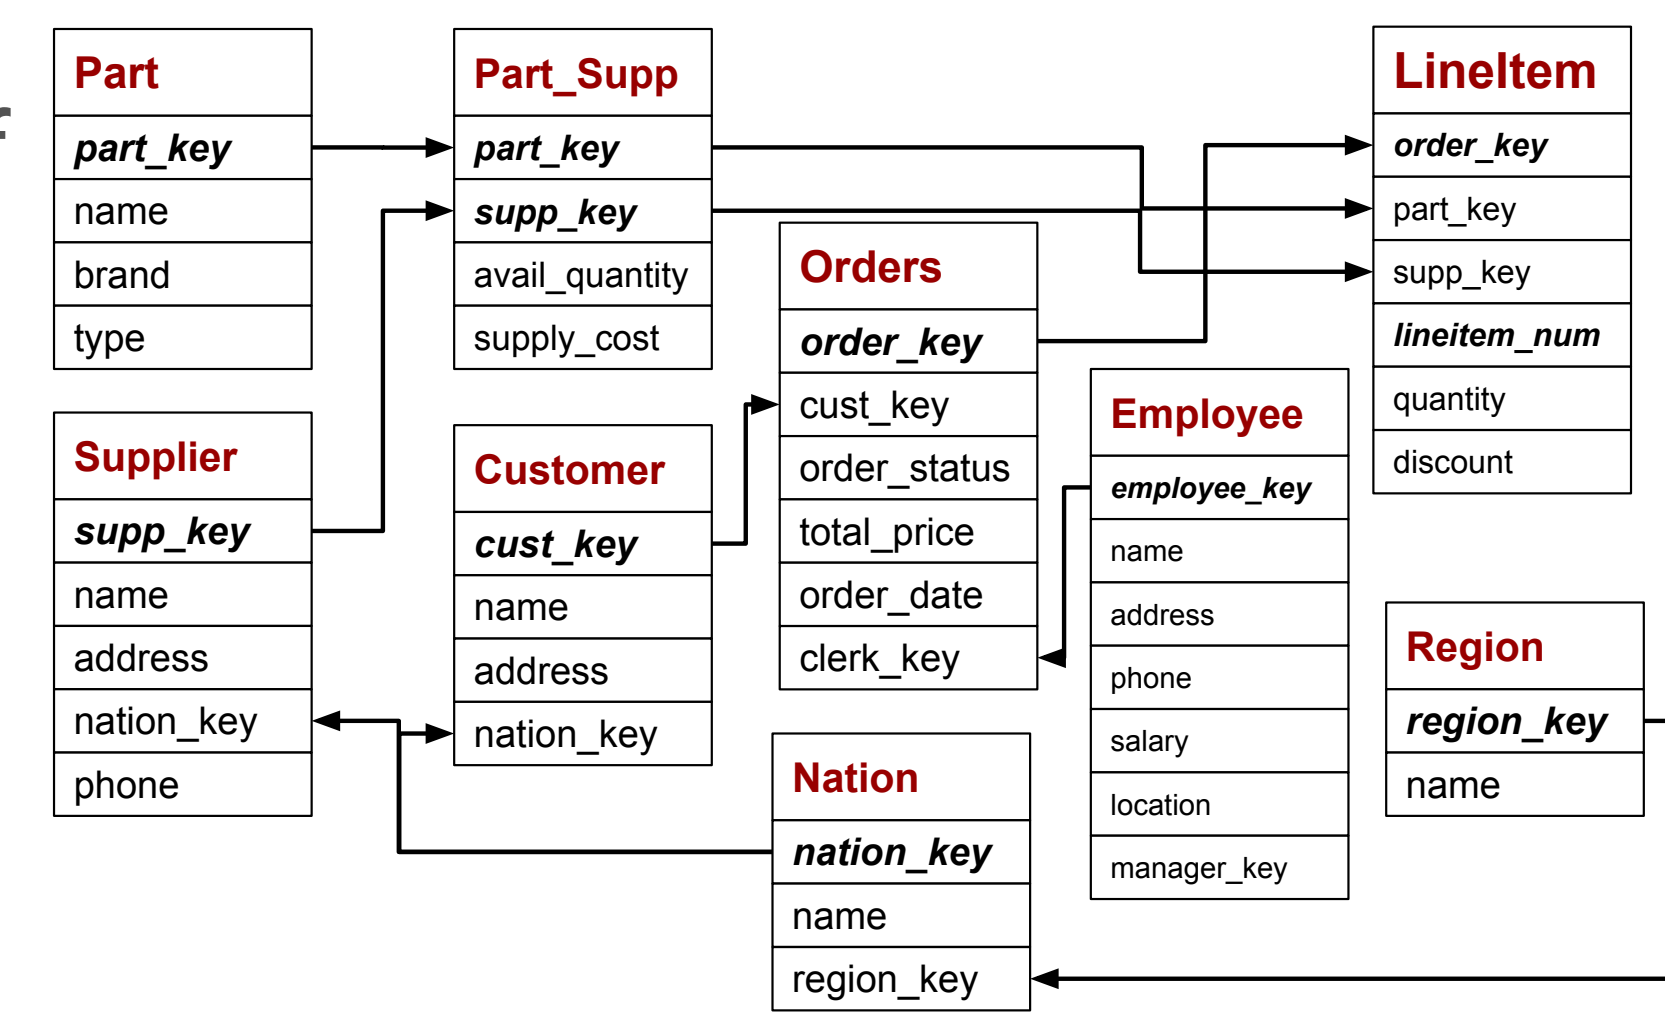 Part
part_key
name
brand
type
Part_Supp
part_key
supp_key
avail_quantity
supply_cost
LineItem
order_key
part_key
supp_key
lineitem_num
quantity
discount
Orders
order_key
cust_key
order_status
total_price
order_date
clerk_key
Supplier
supp_key
name
address
nation_key
phone
Customer
cust_key
name
address
nation_key
Employee
employee_key
name
address
phone
salary
location
manager_key
Region
region_key
name
Nation
nation_key
name
region_key